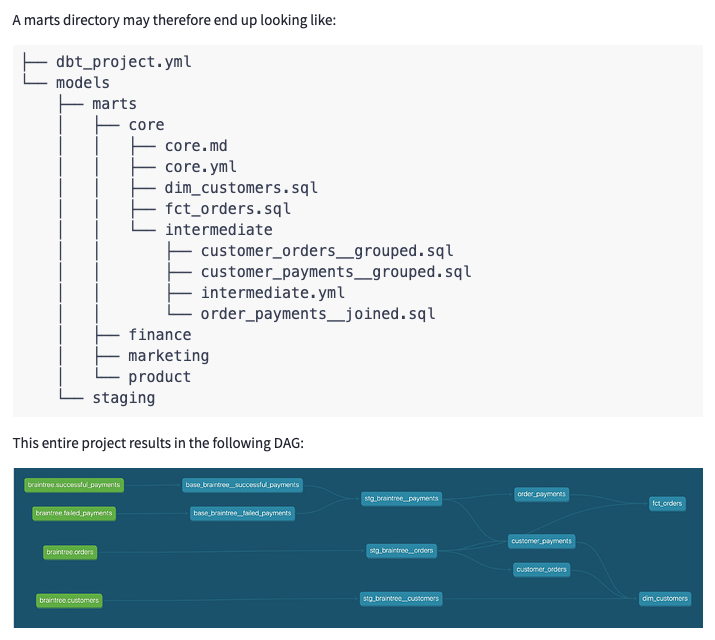 A marts directory may therefore end up looking like:
├── dbt_project.yml
└── models
    ├── marts
    |   ├── core
    |   |   ├── core.md
    |   |   ├── core.yml
    |   |   ├── dim_customers.sql
    |   |   ├── fct_orders.sql
    |   |   └── intermediate
    |   |       ├── customer_orders__grouped.sql
    |   |       ├── customer_payments__grouped.sql
    |   |       ├── intermediate.yml
    |   |       └── order_payments__joined.sql
    |   ├── finance
    |   ├── marketing
    |   └── product
    └── staging
This entire project results in the following DAG:
braintree.successful_payments
base_braintree__successful_payments
stg_braintree__payments
order_payments
fct_orders
braintree.failed_payments
base_braintree__failed_payments
customer_payments
braintree.orders
stg_braintree__orders
customer_orders
braintree.customers
stg_braintree__customers
dim_customers